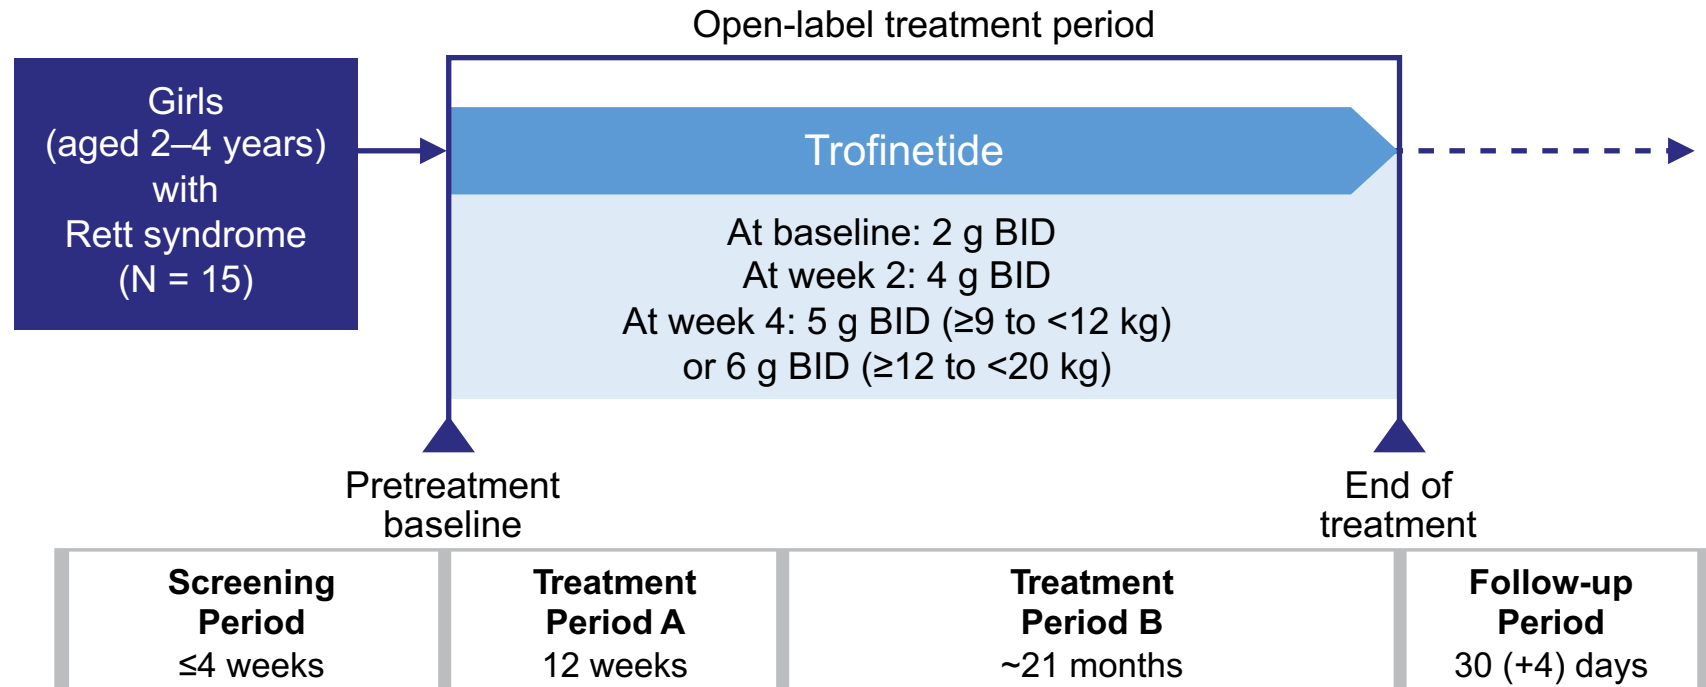 Open-label treatment period
Girls
(aged 2–4 years)
with
Rett syndrome
(N = 15)
Trofinetide
At baseline: 2 g BID
At week 2: 4 g BID
At week 4: 5 g BID (≥9 to <12 kg)
or 6 g BID (≥12 to <20 kg)
Pretreatment
baseline
End of
treatment
Screening
Period
≤4 weeks
Treatment
Period A
12 weeks
Treatment
Period B
~21 months
Follow-up
Period
30 (+4) days